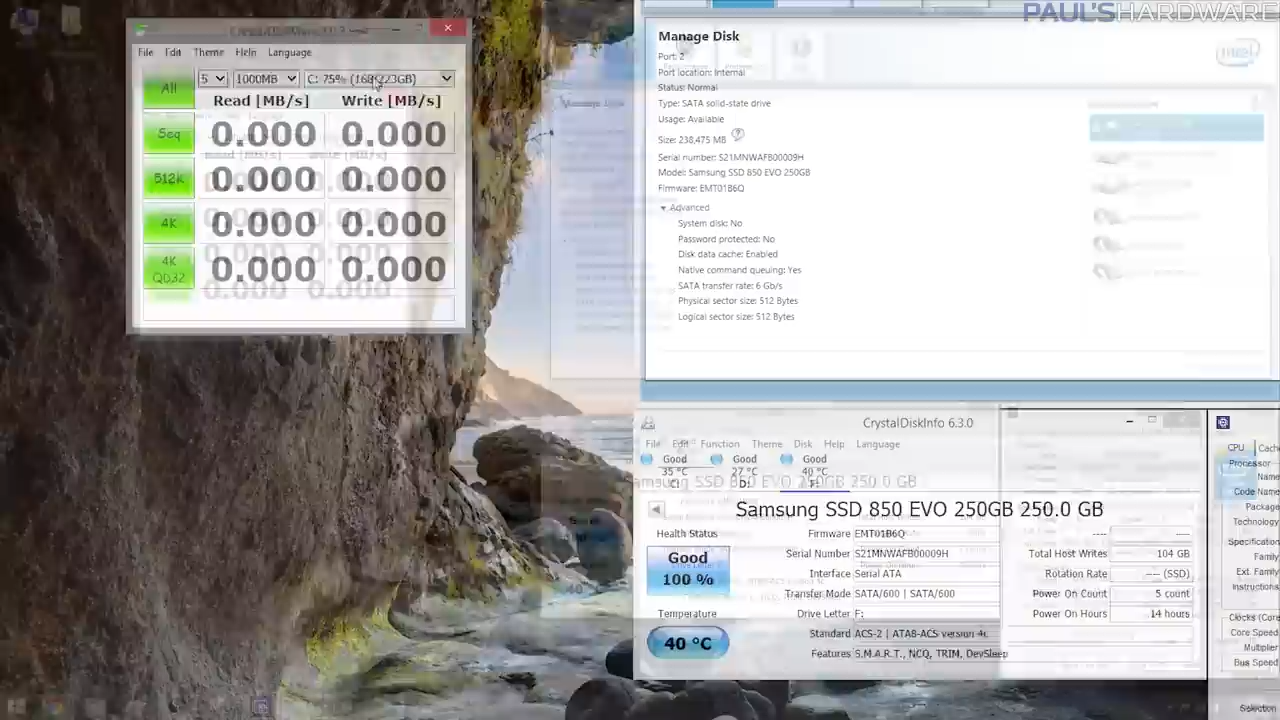 PAUL'SHARDWARE
File Edit Theme Help Language
All 5 1000MB C: 75% (168/223GB)
Read [MB/s] Write [MB/s]
Seq 0.000 0.000
512K 0.000 0.000
4K 0.000 0.000
4K
QD32 0.000 0.000
Manage Disk
Port: 2
Port location: Internal
Status: Normal
Type: SATA solid-state drive
Usage: Available
Size: 238,475 MB
Serial number: S21MNWAFB00009H
Model: Samsung SSD 850 EVO 250GB
Firmware: EMT01B6Q
Advanced
System disk: No
Password protected: No
Disk data cache: Enabled
Native command queuing: Yes
SATA transfer rate: 6 Gb/s
Physical sector size: 512 Bytes
Logical sector size: 512 Bytes
intel
CrystalDiskInfo 6.3.0
File Edit Function Theme Disk Help Language
Good Good Good
35 °C 27 °C 40 °C
C: D: F:
Samsung SSD 850 EVO 250GB 250.0 GB
Health Status
Good
100 %
Temperature
40 °C
Firmware EMT01B6Q
Serial Number S21MNWAFB00009H
Interface Serial ATA
Transfer Mode SATA/600 | SATA/600
Drive Letter F:
Standard ACS-2 | ATA8-ACS version 4c
Features S.M.A.R.T., NCQ, TRIM, DevSleep
---- ----
Total Host Writes 104 GB
Rotation Rate ---- (SSD)
Power On Count 5 count
Power On Hours 14 hours
CPU Cache
Processor
Name
Code Name
Package
Technology
Specification
Family
Ext. Family
Instructions
Clocks (Core
Core Speed
Multiplier
Bus Speed
Selection